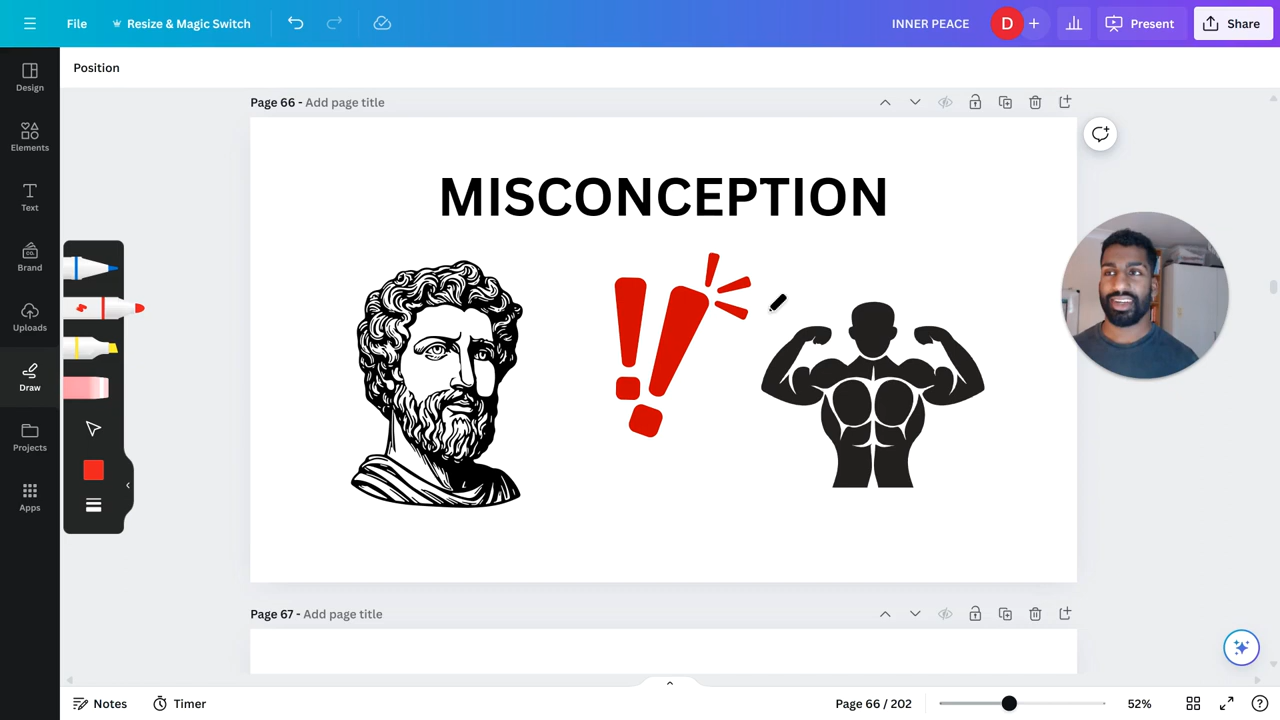 File
Resize & Magic Switch
INNER PEACE
D
Present
Share
Position
Design
Elements
Text
Brand
Uploads
Draw
Projects
Apps
Page 66 - Add page title
MISCONCEPTION
Page 67 - Add page title
Notes
Timer
Page 66 / 202
52%